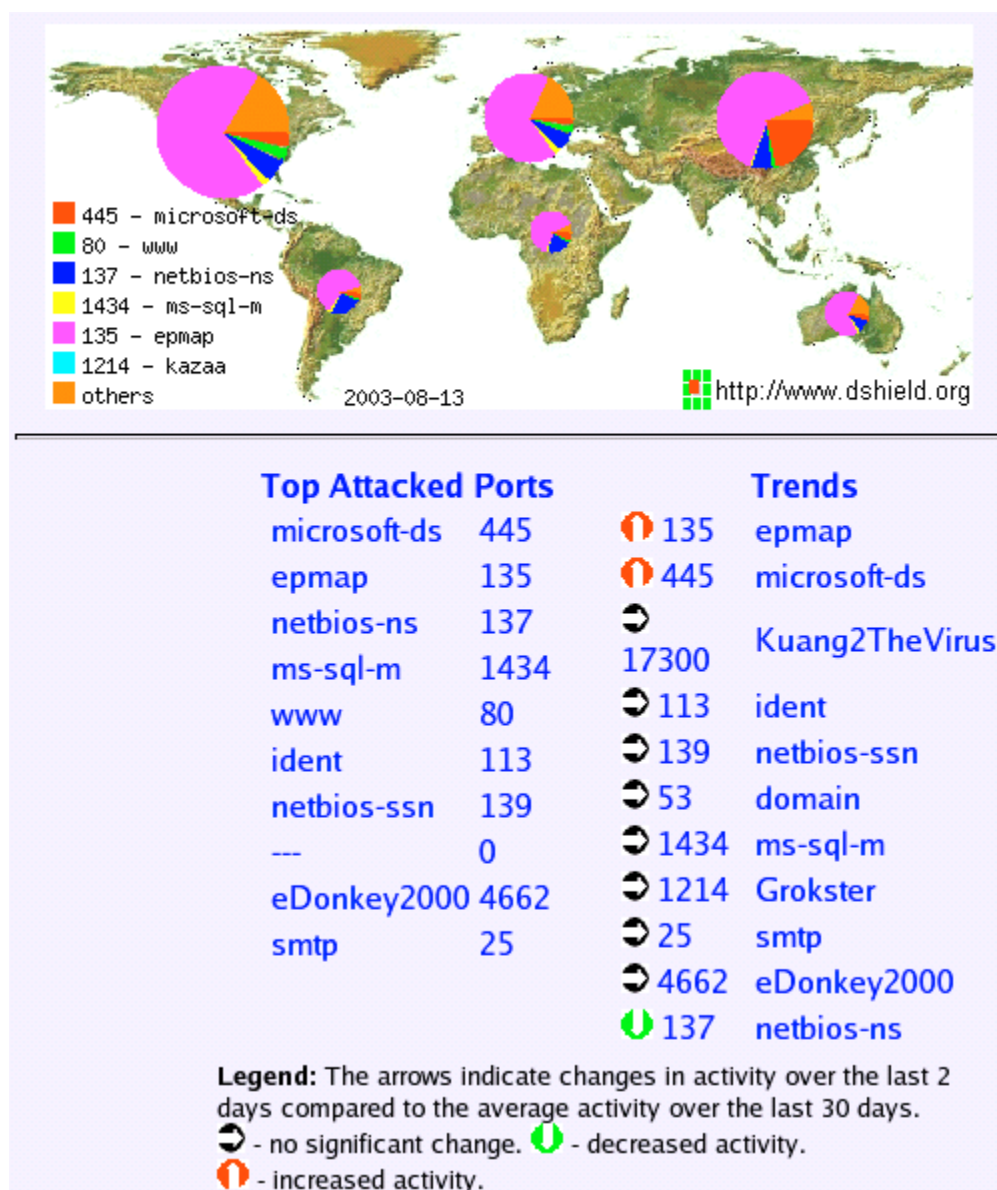 445 - microsoft-ds
80 - www
137 - netbios-ns
1434 - ms-sql-m
135 - epmap
1214 - kazaa
others
2003-08-13
http://www.dshield.org
Top Attacked Ports
microsoft-ds 445
epmap 135
netbios-ns 137
ms-sql-m 1434
www 80
ident 113
netbios-ssn 139
--- 0
eDonkey2000 4662
smtp 25
Trends
135 epmap
445 microsoft-ds
17300 Kuang2TheVirus
113 ident
139 netbios-ssn
53 domain
1434 ms-sql-m
1214 Grokster
25 smtp
4662 eDonkey2000
137 netbios-ns
Legend: The arrows indicate changes in activity over the last 2
days compared to the average activity over the last 30 days.
- no significant change. - decreased activity.
- increased activity.